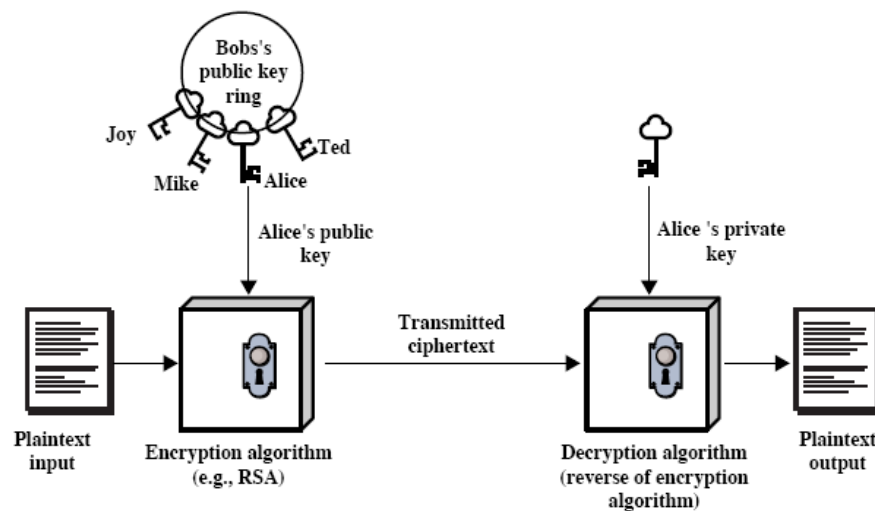 Bobs's
public key
ring
Joy
Ted
Mike
Alice
Alice's public
key
Alice 's private
key
Transmitted
ciphertext
Plaintext
input
Encryption algorithm
(e.g., RSA)
Decryption algorithm
(reverse of encryption
algorithm)
Plaintext
output